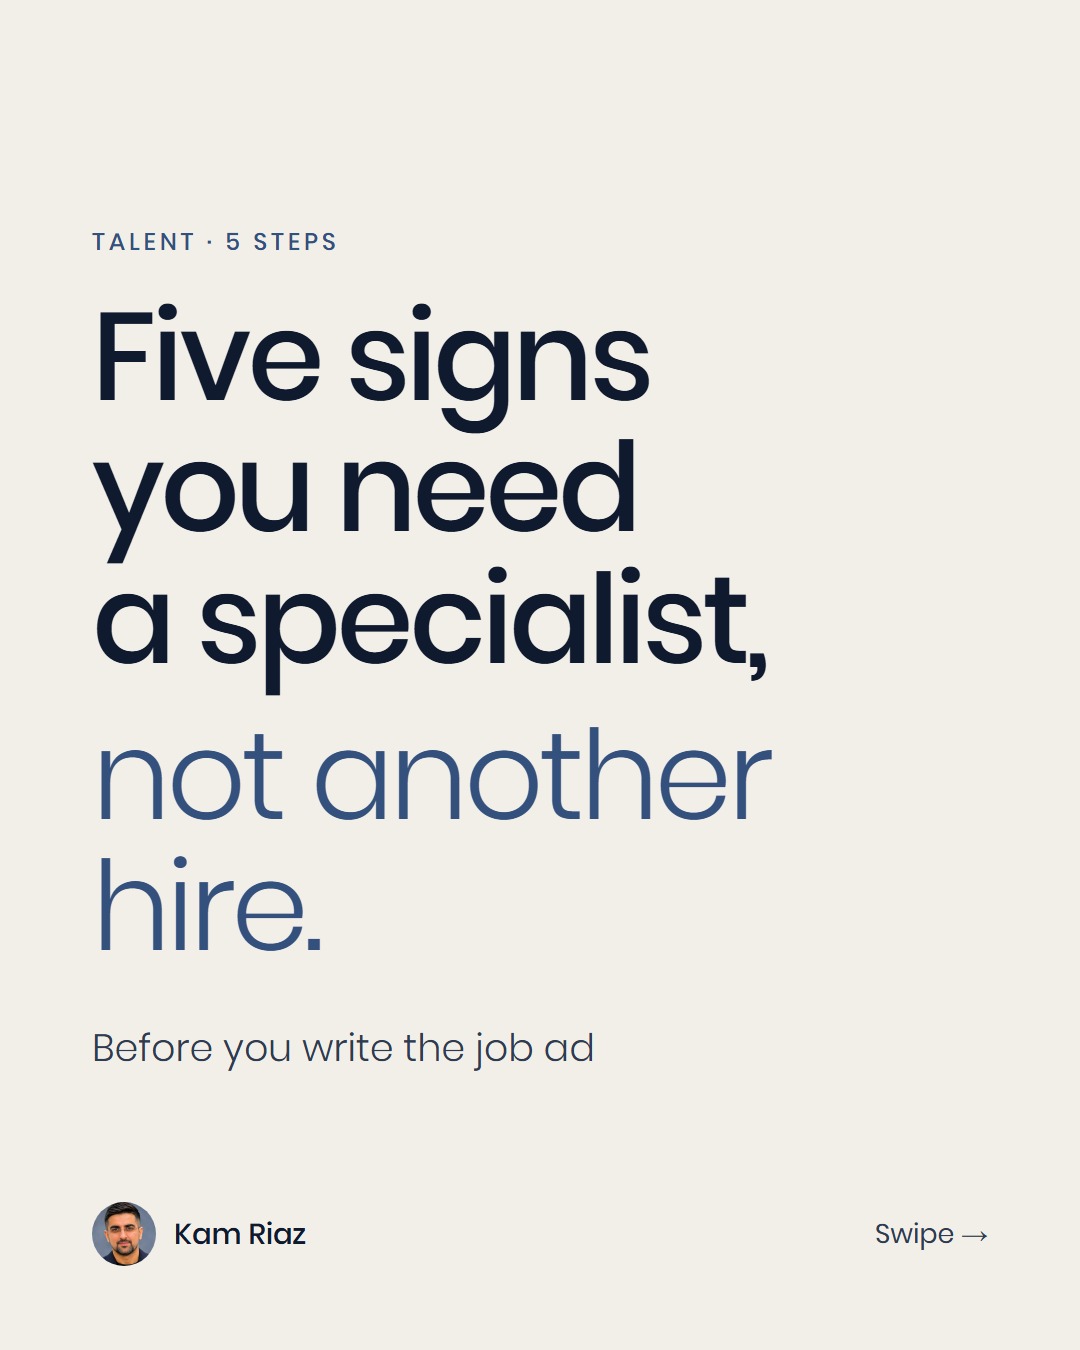 TALENT · 5 STEPS
Five signs
you need
a specialist,
not another
hire.
Before you write the job ad
Kam Riaz
Swipe →